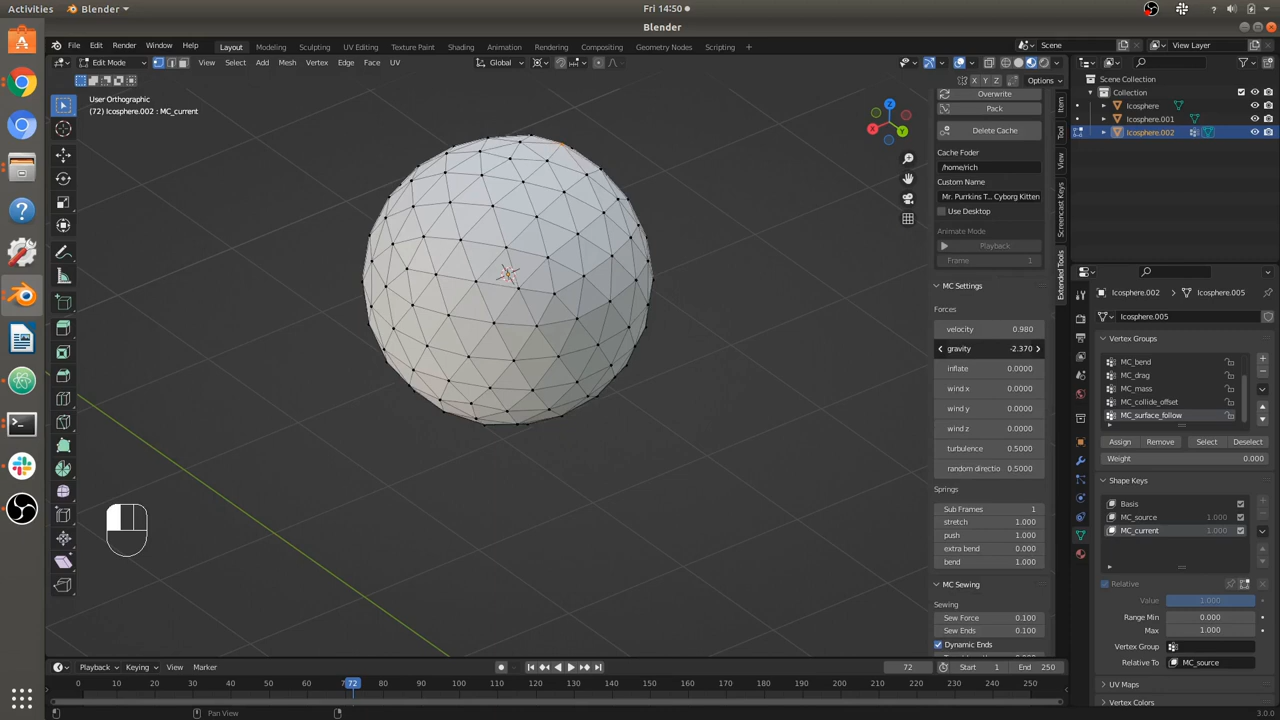 Activities Blender Fri 14:50 ?
Blender
File Edit Render Window Help Layout Modeling Sculpting UV Editing Texture Paint Shading Animation Rendering Compositing Geometry Nodes Scripting + Scene View Layer
Edit Mode View Select Add Mesh Vertex Edge Face UV Global
X Y Z Options
User Orthographic
(72) Icosphere.002 : MC_current
Z
X Y
Overwrite
Pack
Delete Cache
Cache Foder
/home/rich
Custom Name
Mr. Purrkins T... Cyborg Kitten
Use Desktop
Animate Mode
Playback
Frame 1
MC Settings
Forces
velocity 0.980
gravity -2.370
inflate 0.0000
wind x 0.0000
wind y 0.0000
wind z 0.0000
turbulence 0.5000
random directio 0.5000
Springs
Sub Frames 1
stretch 1.000
push 1.000
extra bend 0.000
bend 1.000
MC Sewing
Sewing
Sew Force 0.100
Sew Ends 0.100
Dynamic Ends
Item
Tool
View
Screencast Keys
Extended Tools
Scene Collection
Collection
Icosphere
Icosphere.001
Icosphere.002
Icosphere.002 > Icosphere.005
Icosphere.005
Vertex Groups
MC_bend
MC_drag
MC_mass
MC_collide_offset
MC_surface_follow
Assign Remove Select Deselect
Weight 0.000
Shape Keys
Basis
MC_source 1.000
MC_current 1.000
Relative
Value 1.000
Range Min 0.000
Max 1.000
Vertex Group
Relative To MC_source
UV Maps
Vertex Colors
Playback Keying View Marker 72 Start 1 End 250
0 10 20 30 40 50 60 72 80 90 100 110 120 130 140 150 160 170 180 190 200 210 220 230 240 250
Pan View 3.0.0